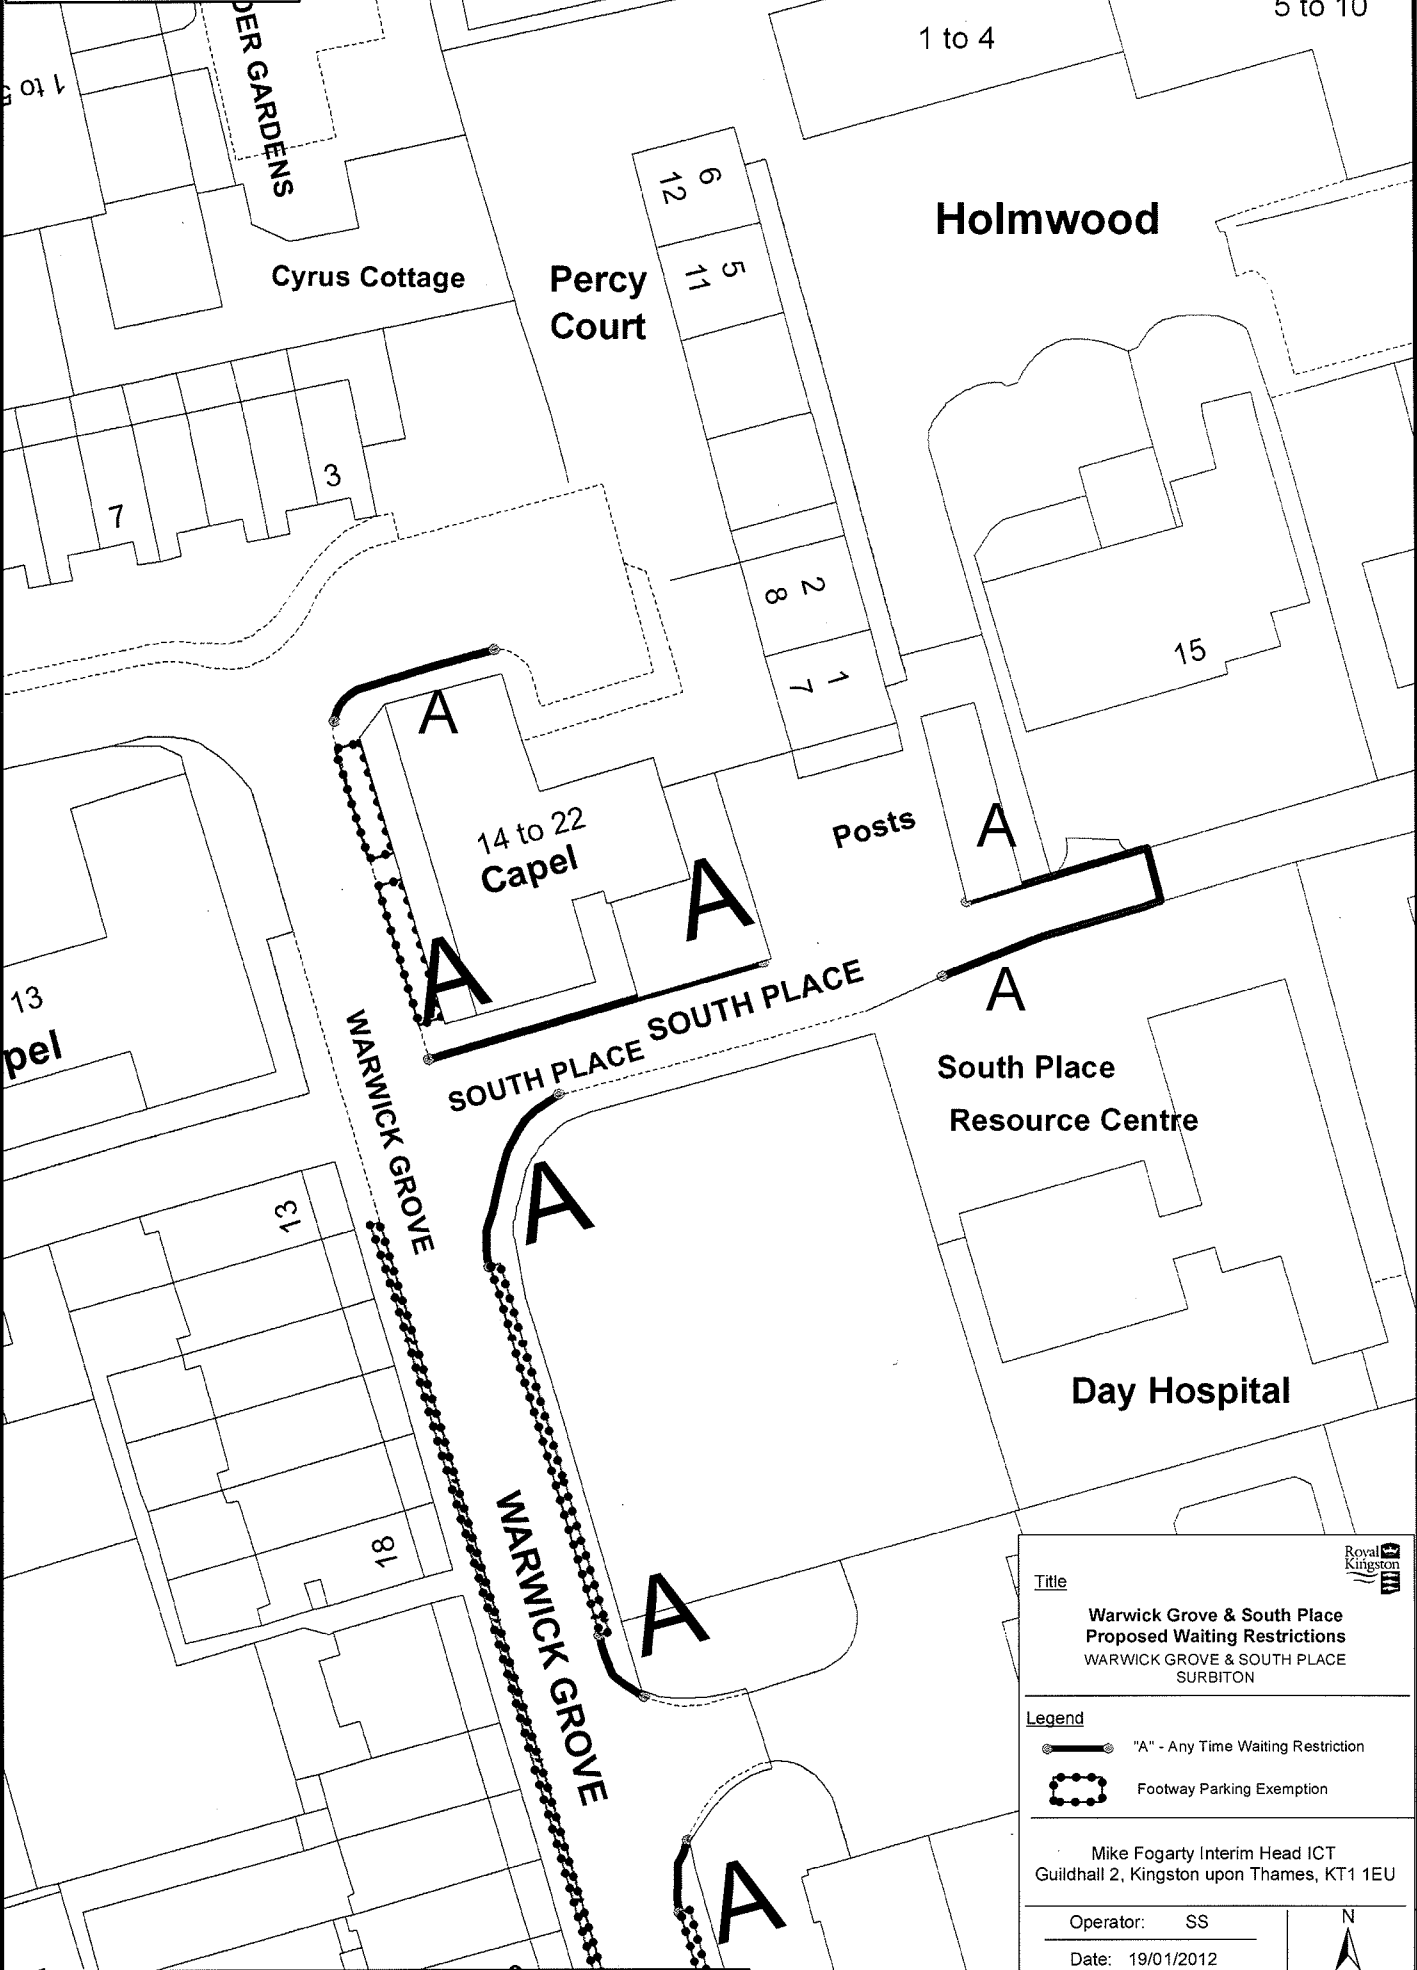 5 to 10
1 to 4
DER GARDENS
1 to 5
6
12
Holmwood
Cyrus Cottage
Percy
Court
5
11
3
7
2
8
15
1
7
A
14 to 22
Capel
Posts
A
A
A
A
SOUTH PLACE
SOUTH PLACE
13
pel
WARWICK GROVE
South Place
Resource Centre
A
13
Day Hospital
WARWICK GROVE
18
A
A
Royal
Kingston
Title
Warwick Grove & South Place
Proposed Waiting Restrictions
WARWICK GROVE & SOUTH PLACE
SURBITON
Legend
"A" - Any Time Waiting Restriction
Footway Parking Exemption
Mike Fogarty Interim Head ICT
Guildhall 2, Kingston upon Thames, KT1 1EU
Operator: SS
Date: 19/01/2012
N